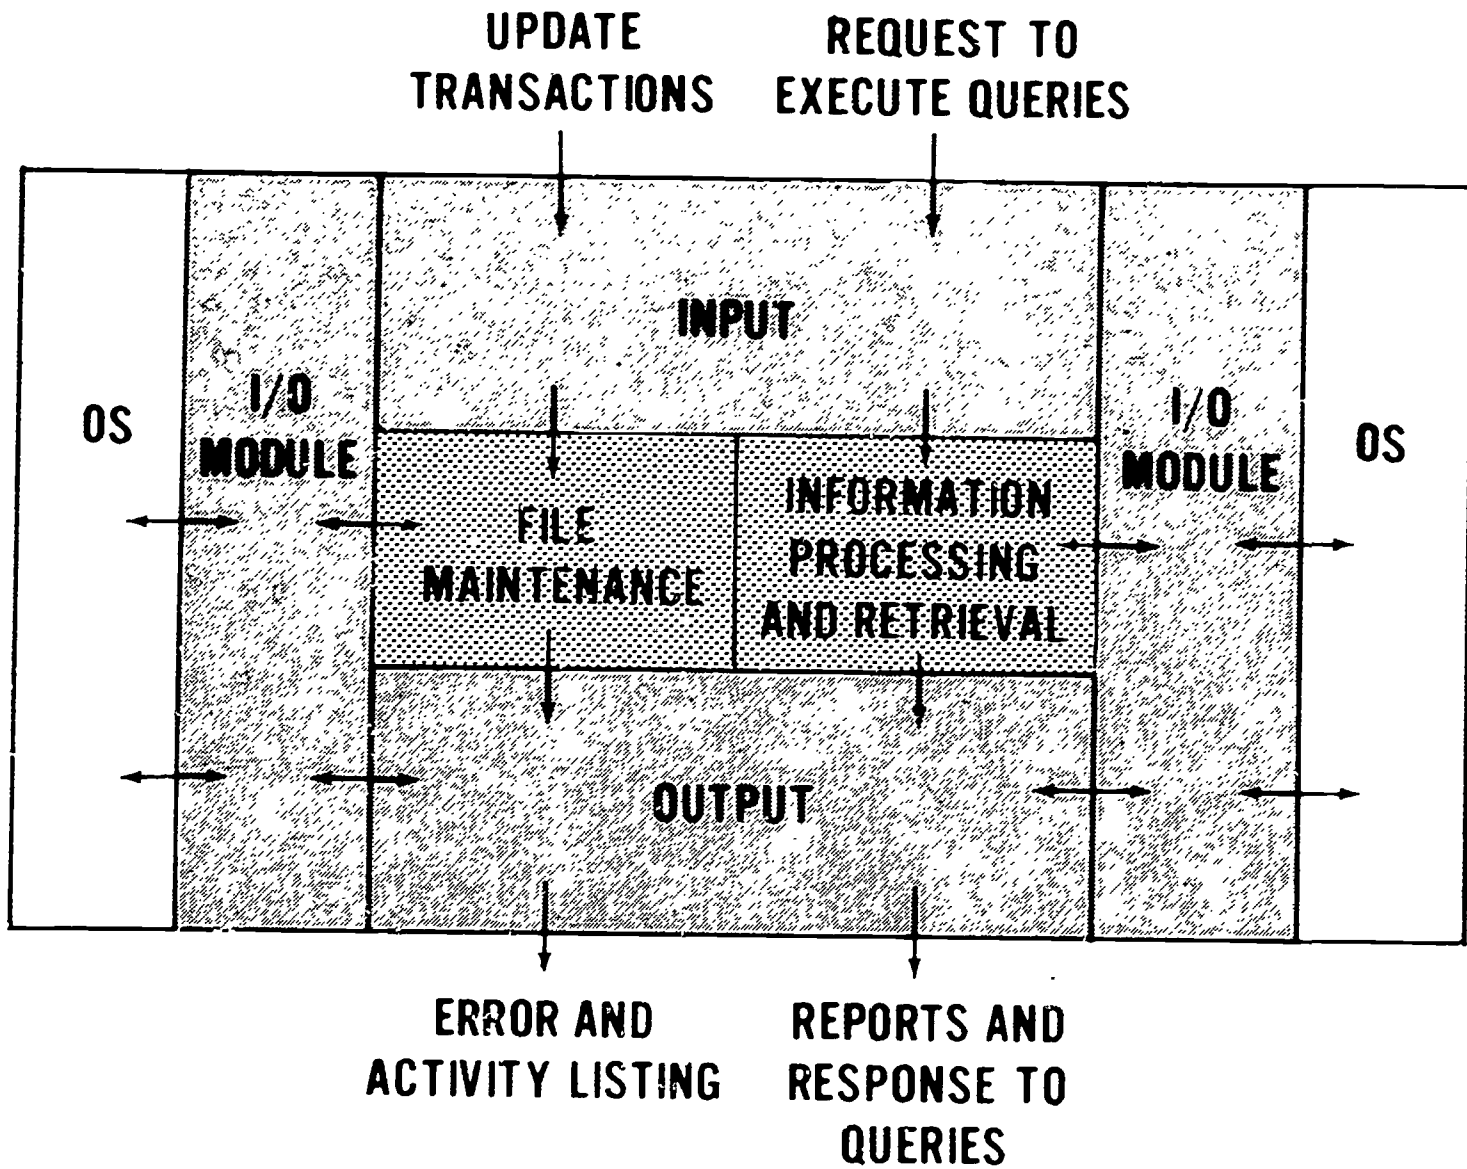 UPDATE
TRANSACTIONS
REQUEST TO
EXECUTE QUERIES
INPUT
OS
I/O
MODULE
I/O
MODULE
OS
FILE
MAINTENANCE
INFORMATION
PROCESSING
AND RETRIEVAL
OUTPUT
ERROR AND
ACTIVITY LISTING
REPORTS AND
RESPONSE TO
QUERIES